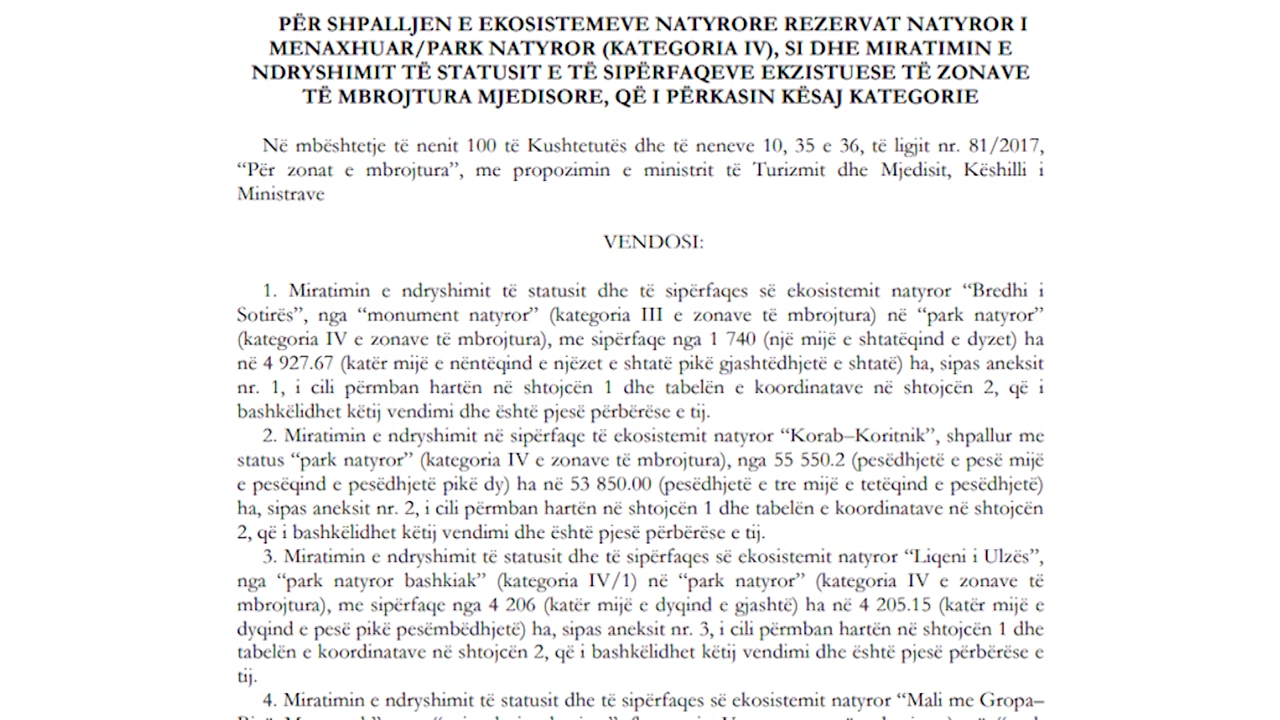 PËR SHPALLJEN E EKOSISTEMEVE NATYRORE REZERVAT NATYROR I
MENAXHUAR/PARK NATYROR (KATEGORIA IV), SI DHE MIRATIMIN E
NDRYSHIMIT TË STATUSIT E TË SIPËRFAQEVE EKZISTUESE TË ZONAVE
TË MBROJTURA MJEDISORE, QË I PËRKASIN KËSAJ KATEGORIE
Në mbështetje të nenit 100 të Kushtetutës dhe të neneve 10, 35 e 36, të ligjit nr. 81/2017,
“Për zonat e mbrojtura”, me propozimin e ministrit të Turizmit dhe Mjedisit, Këshilli i
Ministrave
VENDOSI:
1. Miratimin e ndryshimit të statusit dhe të sipërfaqes së ekosistemit natyror “Bredhi i
Sotirës”, nga “monument natyror” (kategoria III e zonave të mbrojtura) në “park natyror”
(kategoria IV e zonave të mbrojtura), me sipërfaqe nga 1 740 (një mijë e shtatëqind e dyzet) ha
në 4 927.67 (katër mijë e nëntëqind e njëzet e shtatë pikë gjashtëdhjetë e shtatë) ha, sipas aneksit
nr. 1, i cili përmban hartën në shtojcën 1 dhe tabelën e koordinatave në shtojcën 2, që i
bashkëlidhet këtij vendimi dhe është pjesë përbërëse e tij.
2. Miratimin e ndryshimit në sipërfaqe të ekosistemit natyror “Korab–Koritnik”, shpallur me
status “park natyror” (kategoria IV e zonave të mbrojtura), nga 55 550.2 (pesëdhjetë e pesë mijë
e pesëqind e pesëdhjetë pikë dy) ha në 53 850.00 (pesëdhjetë e tre mijë e tetëqind e pesëdhjetë)
ha, sipas aneksit nr. 2, i cili përmban hartën në shtojcën 1 dhe tabelën e koordinatave në shtojcën
2, që i bashkëlidhet këtij vendimi dhe është pjesë përbërëse e tij.
3. Miratimin e ndryshimit të statusit dhe të sipërfaqes së ekosistemit natyror “Liqeni i Ulzës”,
nga “park natyror bashkiak” (kategoria IV/1) në “park natyror” (kategoria IV e zonave të
mbrojtura), me sipërfaqe nga 4 206 (katër mijë e dyqind e gjashtë) ha në 4 205.15 (katër mijë e
dyqind e pesë pikë pesëmbëdhjetë) ha, sipas aneksit nr. 3, i cili përmban hartën në shtojcën 1 dhe
tabelën e koordinatave në shtojcën 2, që i bashkëlidhet këtij vendimi dhe është pjesë përbërëse e
tij.
4. Miratimin e ndryshimit të statusit dhe të sipërfaqes së ekosistemit natyror “Mali me Gropa–